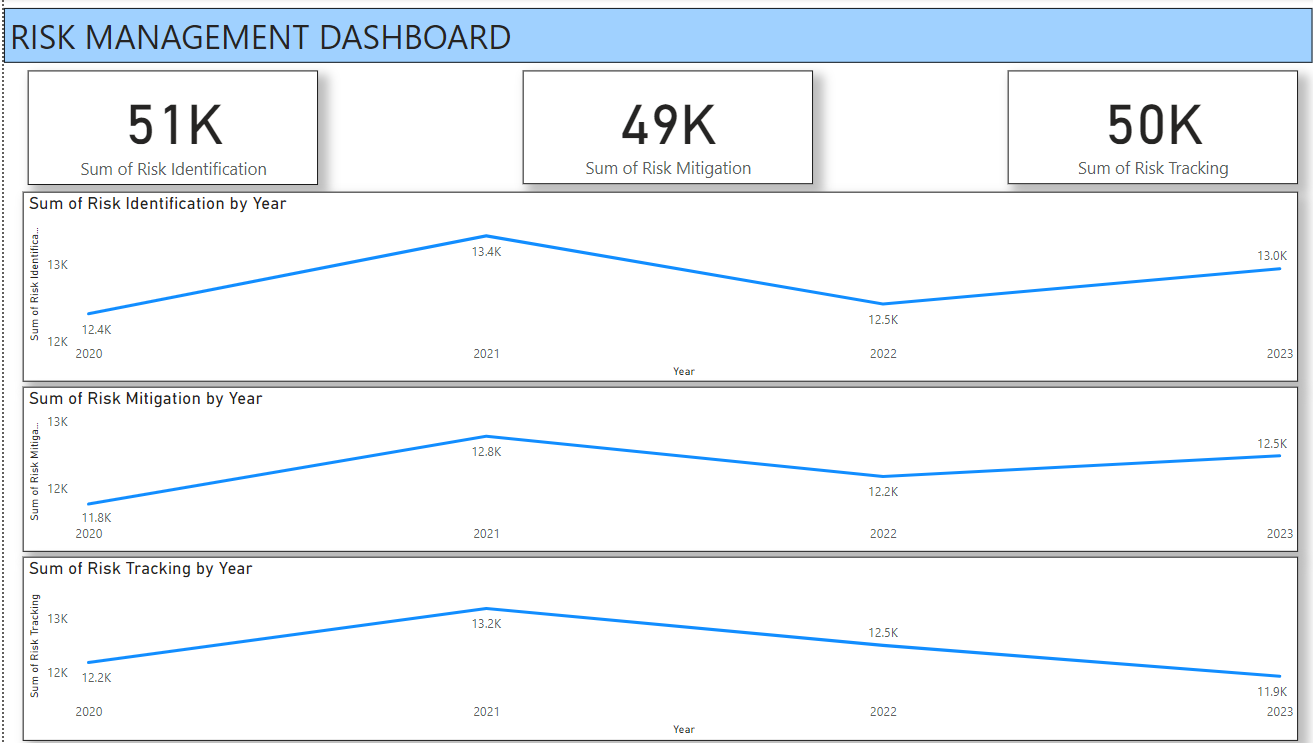 RISK MANAGEMENT DASHBOARD
51K
Sum of Risk Identification
49K
Sum of Risk Mitigation
50K
Sum of Risk Tracking
Sum of Risk Identification by Year
Sum of Risk Identifica...
13K
12K
12.4K
13.4K
12.5K
13.0K
2020
2021
2022
2023
Year
Sum of Risk Mitigation by Year
Sum of Risk Mitiga...
13K
12K
11.8K
12.8K
12.2K
12.5K
2020
2021
2022
2023
Sum of Risk Tracking by Year
Sum of Risk Tracking
13K
12K
12.2K
13.2K
12.5K
11.9K
2020
2021
2022
2023
Year